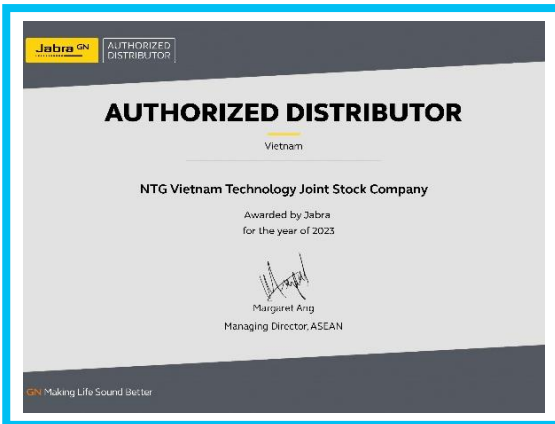 Jabra GN
AUTHORIZED
DISTRIBUTOR
AUTHORIZED DISTRIBUTOR
Vietnam
NTG Vietnam Technology Joint Stock Company
Awarded by Jabra
for the year of 2023
Margaret Ang
Managing Director, ASEAN
GN Making Life Sound Better